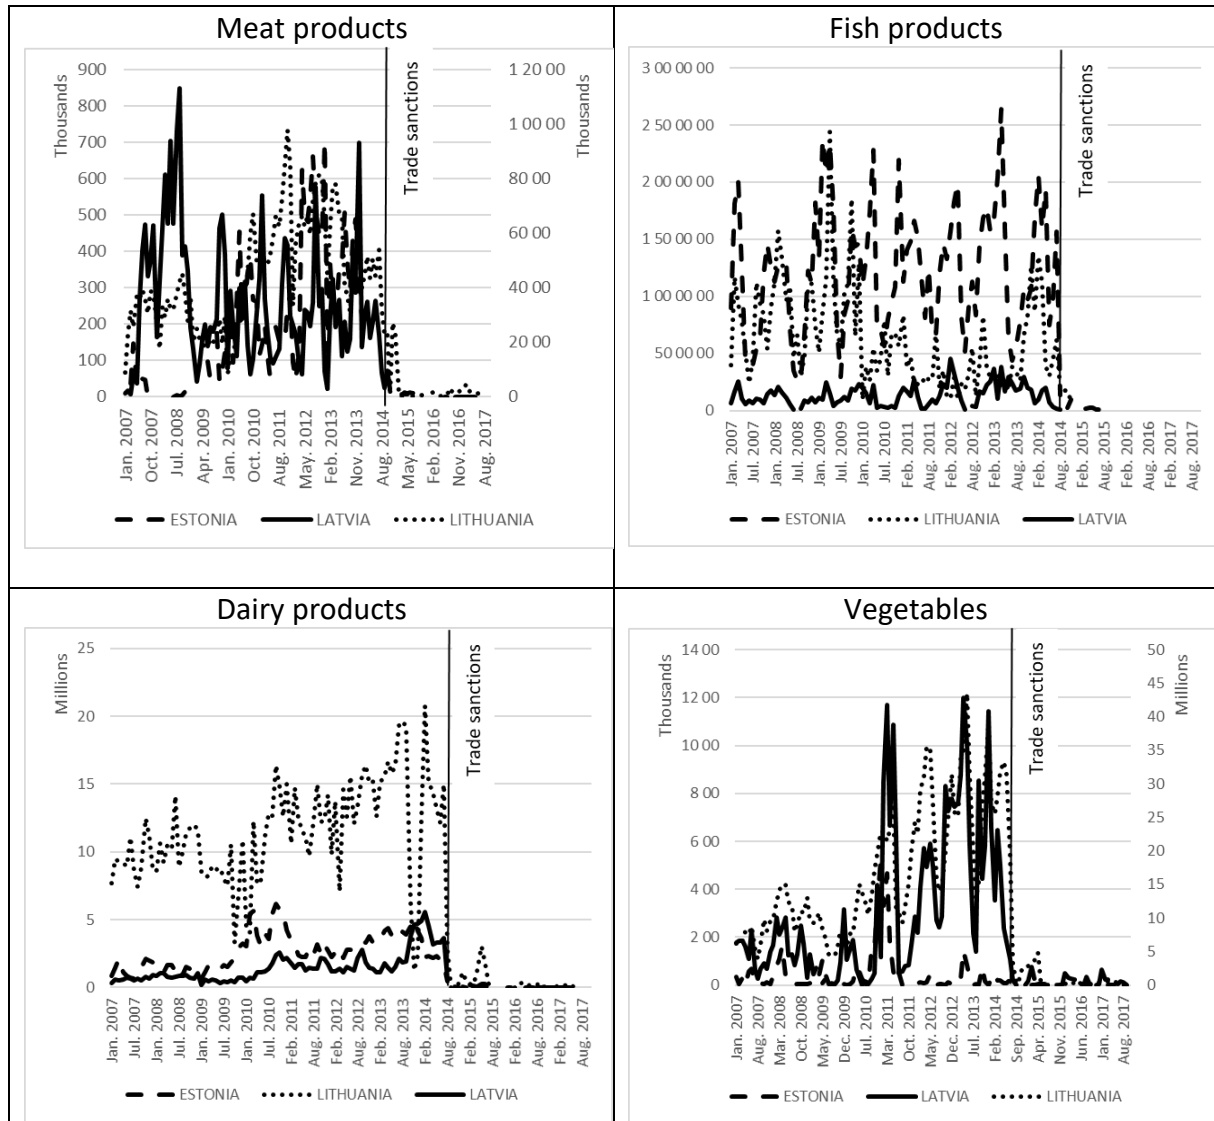 Meat products
Thousands
Thousands
900
800
700
600
500
400
300
200
100
0
1 20 00
1 00 00
80 00
60 00
40 00
20 00
0
Trade sanctions
Jan. 2007
Oct. 2007
Jul. 2008
Apr. 2009
Jan. 2010
Oct. 2010
Aug. 2011
May. 2012
Feb. 2013
Nov. 2013
Aug. 2014
May. 2015
Feb. 2016
Nov. 2016
Aug. 2017
ESTONIA LATVIA LITHUANIA
Fish products
3 00 00 00
2 50 00 00
2 00 00 00
1 50 00 00
1 00 00 00
50 00 00
0
Trade sanctions
Jan. 2007
Jul. 2007
Jan. 2008
Jul. 2008
Jan. 2009
Jul. 2009
Jan. 2010
Jul. 2010
Feb. 2011
Aug. 2011
Feb. 2012
Aug. 2012
Feb. 2013
Aug. 2013
Feb. 2014
Aug. 2014
Feb. 2015
Aug. 2015
Feb. 2016
Aug. 2016
Feb. 2017
Aug. 2017
ESTONIA LITHUANIA LATVIA
Dairy products
Millions
25
20
15
10
5
0
Trade sanctions
Jan. 2007
Jul. 2007
Jan. 2008
Jul. 2008
Jan. 2009
Jul. 2009
Jan. 2010
Jul. 2010
Feb. 2011
Aug. 2011
Feb. 2012
Aug. 2012
Feb. 2013
Aug. 2013
Feb. 2014
Aug. 2014
Feb. 2015
Aug. 2015
Feb. 2016
Aug. 2016
Feb. 2017
Aug. 2017
ESTONIA LITHUANIA LATVIA
Vegetables
Thousands
Millions
14 00
12 00
10 00
8 00
6 00
4 00
2 00
0
50
45
40
35
30
25
20
15
10
5
0
Trade sanctions
Jan. 2007
Aug. 2007
Mar. 2008
Oct. 2008
May. 2009
Dec. 2009
Jul. 2010
Mar. 2011
Oct. 2011
May. 2012
Dec. 2012
Jul. 2013
Feb. 2014
Sep. 2014
Apr. 2015
Nov. 2015
Jun. 2016
Jan. 2017
Aug. 2017
ESTONIA LATVIA LITHUANIA